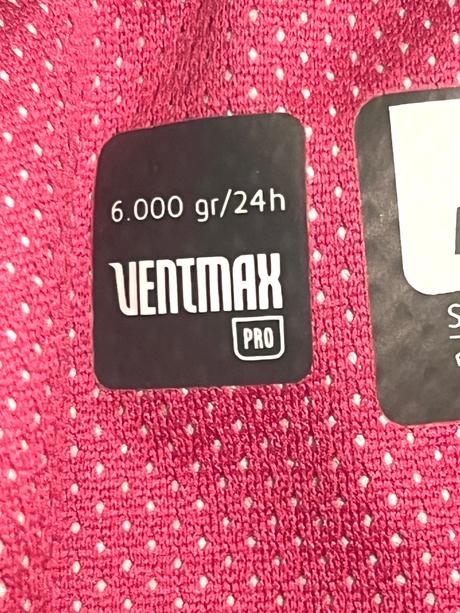 6.000 gr/24h
VENTMAX
PRO